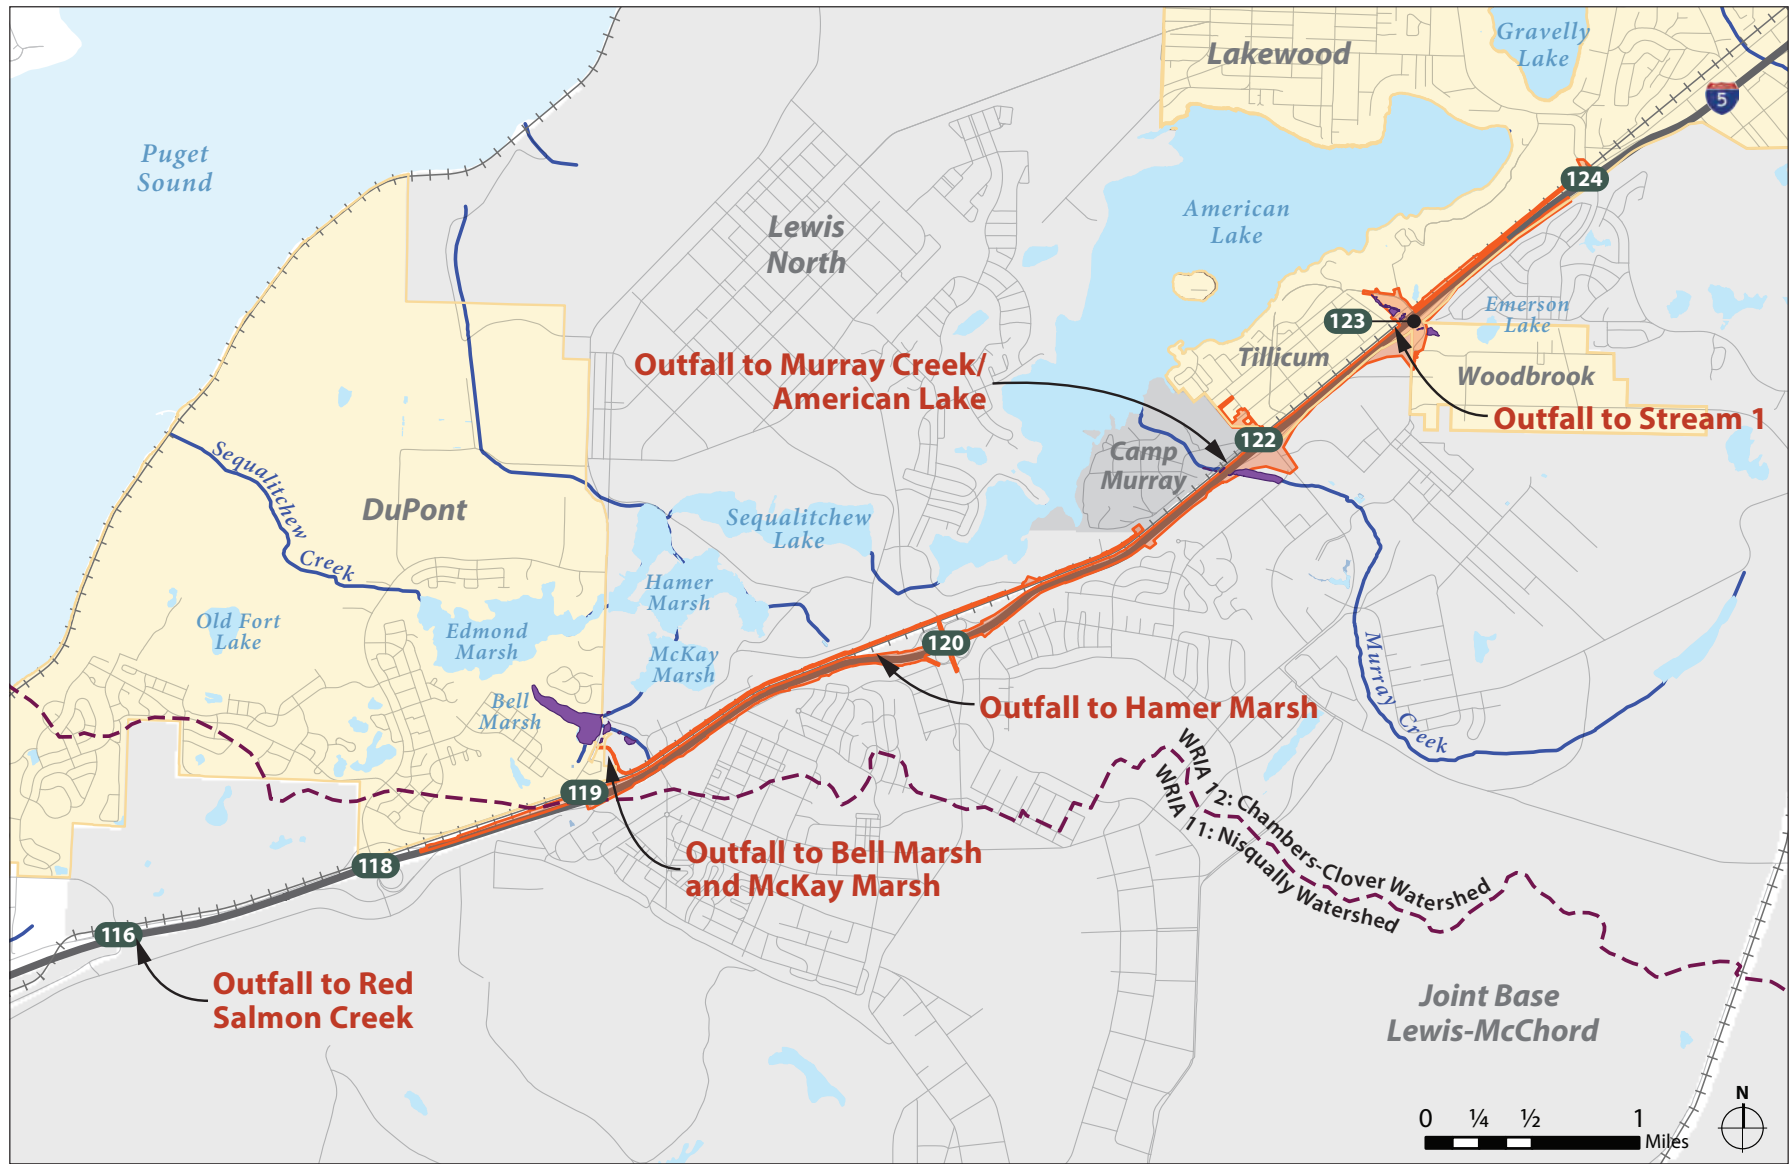 Lakewood
Gravelly
Lake
5
Puget
Sound
124
American
Lake
Lewis
North
Emerson
Lake
123
Tillicum
Outfall to Murray Creek/
American Lake
Woodbrook
Outfall to Stream 1
122
Camp
Murray
Sequalitchew
Creek
DuPont
Sequalitchew
Lake
Hamer
Marsh
Old Fort
Lake
Edmond
Marsh
McKay
Marsh
120
Murray Creek
Bell
Marsh
Outfall to Hamer Marsh
WRIA 12: Chambers-Clover Watershed
WRIA 11: Nisqually Watershed
119
Outfall to Bell Marsh
and McKay Marsh
118
116
Outfall to Red
Salmon Creek
Joint Base
Lewis-McChord
N
0 ¼ ½ 1
Miles